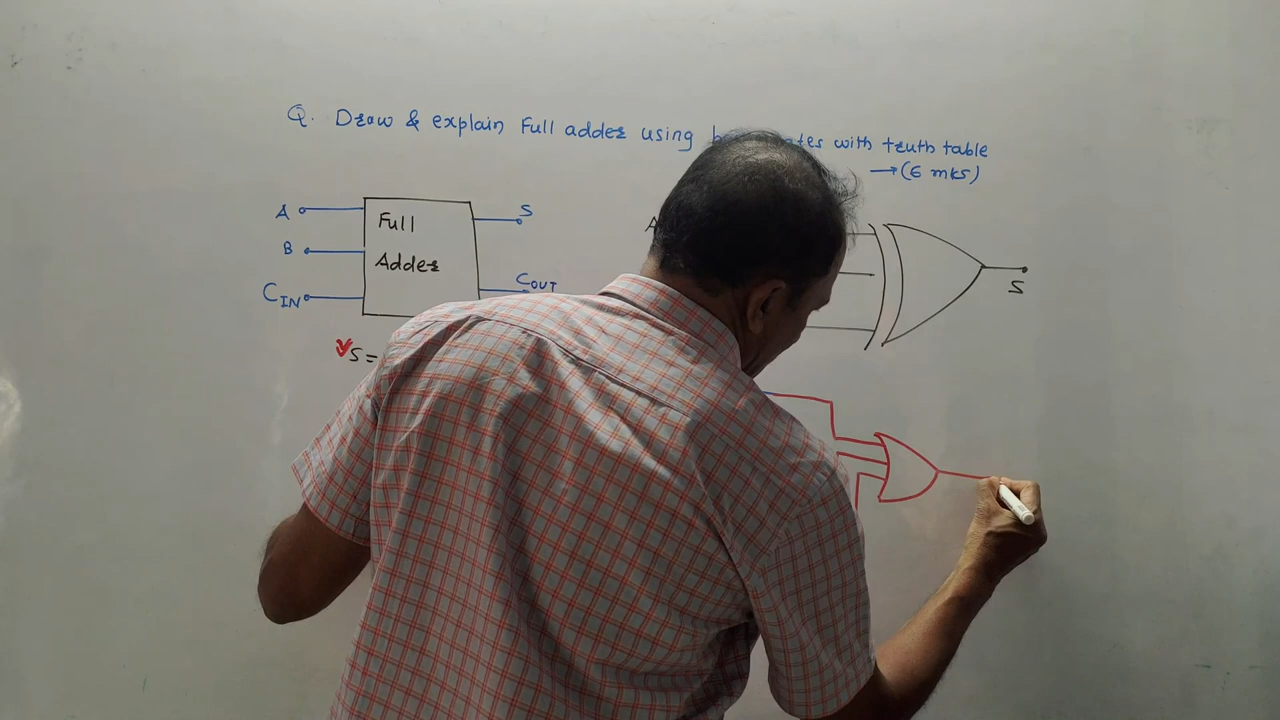 Q. Draw & explain Full adder using with truth table
→ (6 mks)
A
B
CIN
Full
Adder
S
COUT
A
S
S=